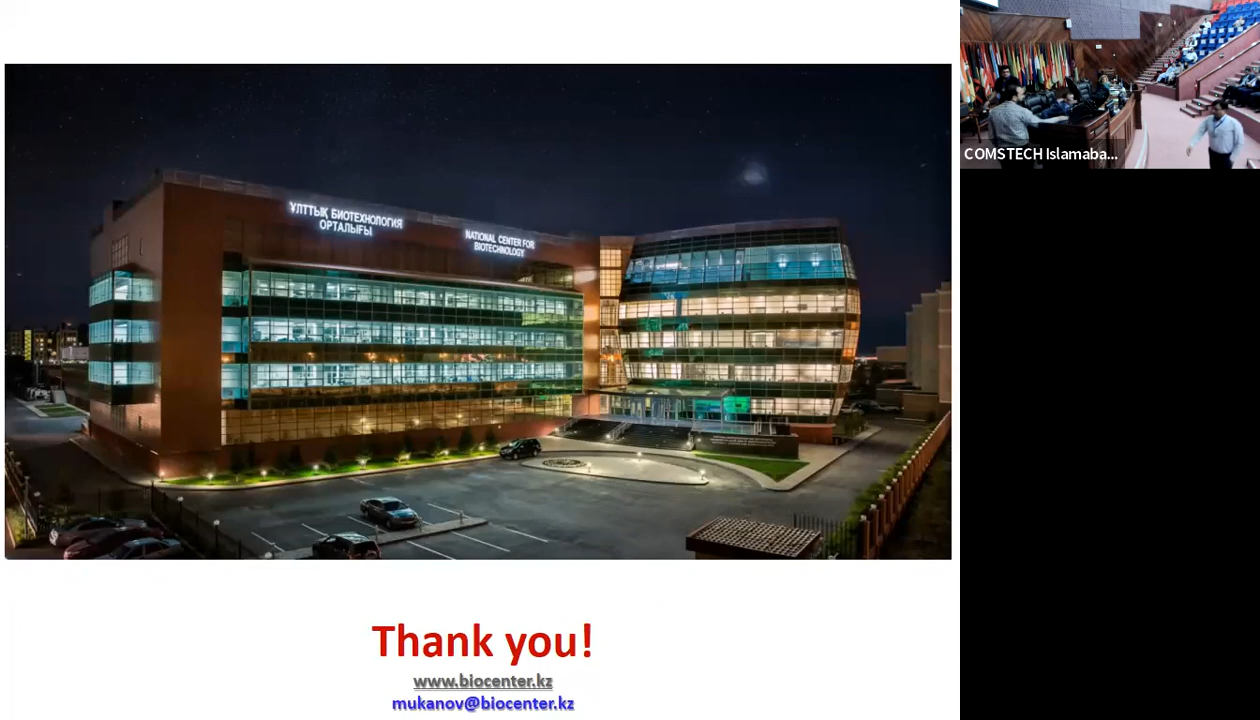 ҰЛТТЫҚ БИОТЕХНОЛОГИЯ
ОРТАЛЫҒЫ
NATIONAL CENTER FOR
BIOTECHNOLOGY
COMSTECH Islamaba...
Thank you!
www.biocenter.kz
mukanov@biocenter.kz